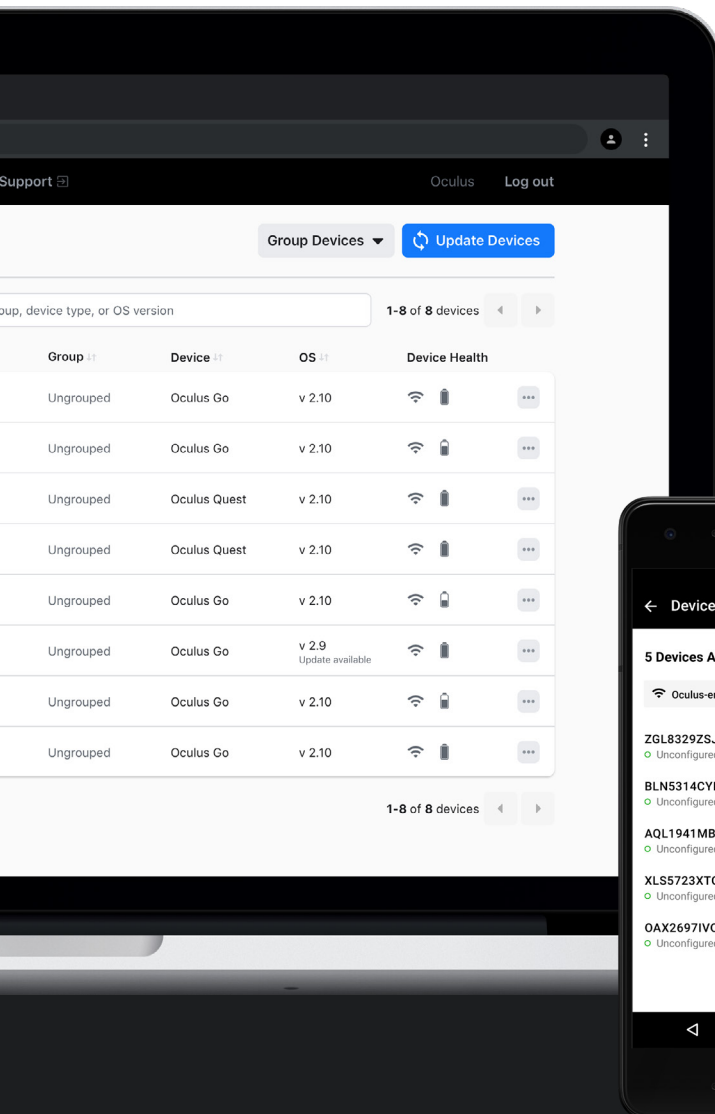 Support
Oculus Log out
Group Devices Update Devices
device type, or OS version
1-8 of 8 devices
Group Device OS Device Health
Ungrouped Oculus Go v 2.10
Ungrouped Oculus Go v 2.10
Ungrouped Oculus Quest v 2.10
Ungrouped Oculus Quest v 2.10
Ungrouped Oculus Go v 2.10
Ungrouped Oculus Go v 2.9
Update available
Ungrouped Oculus Go v 2.10
Ungrouped Oculus Go v 2.10
1-8 of 8 devices
Device
5 Devices A
Oculus-e
ZGL8329ZSJ
Unconfigure
BLN5314CY
Unconfigure
AQL1941MB
Unconfigure
XLS5723XT
Unconfigure
OAX2697IV
Unconfigure